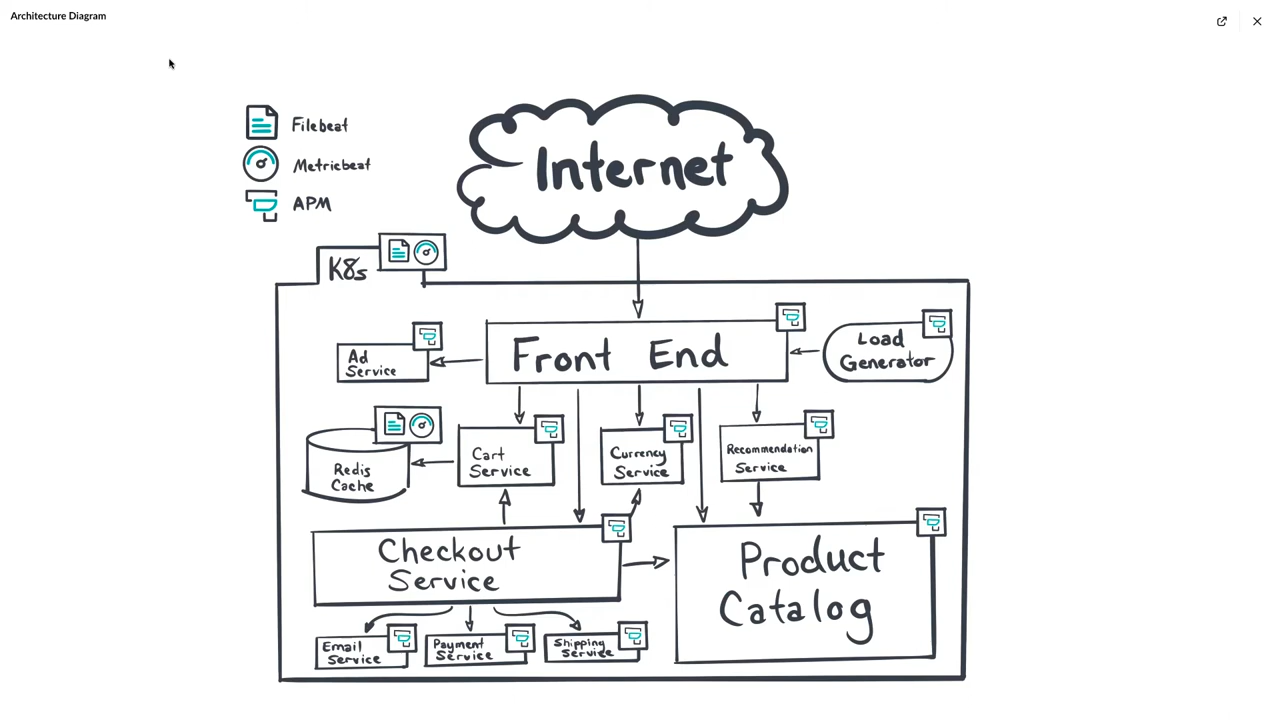 Architecture Diagram
Filebeat
Metricbeat
APM
Internet
K8s
Front End
Load
Generator
Ad
Service
Redis
Cache
Cart
Service
Currency
Service
Recommendation
Service
Checkout
Service
Product
Catalog
Email
Service
Payment
Service
Shipping
Service